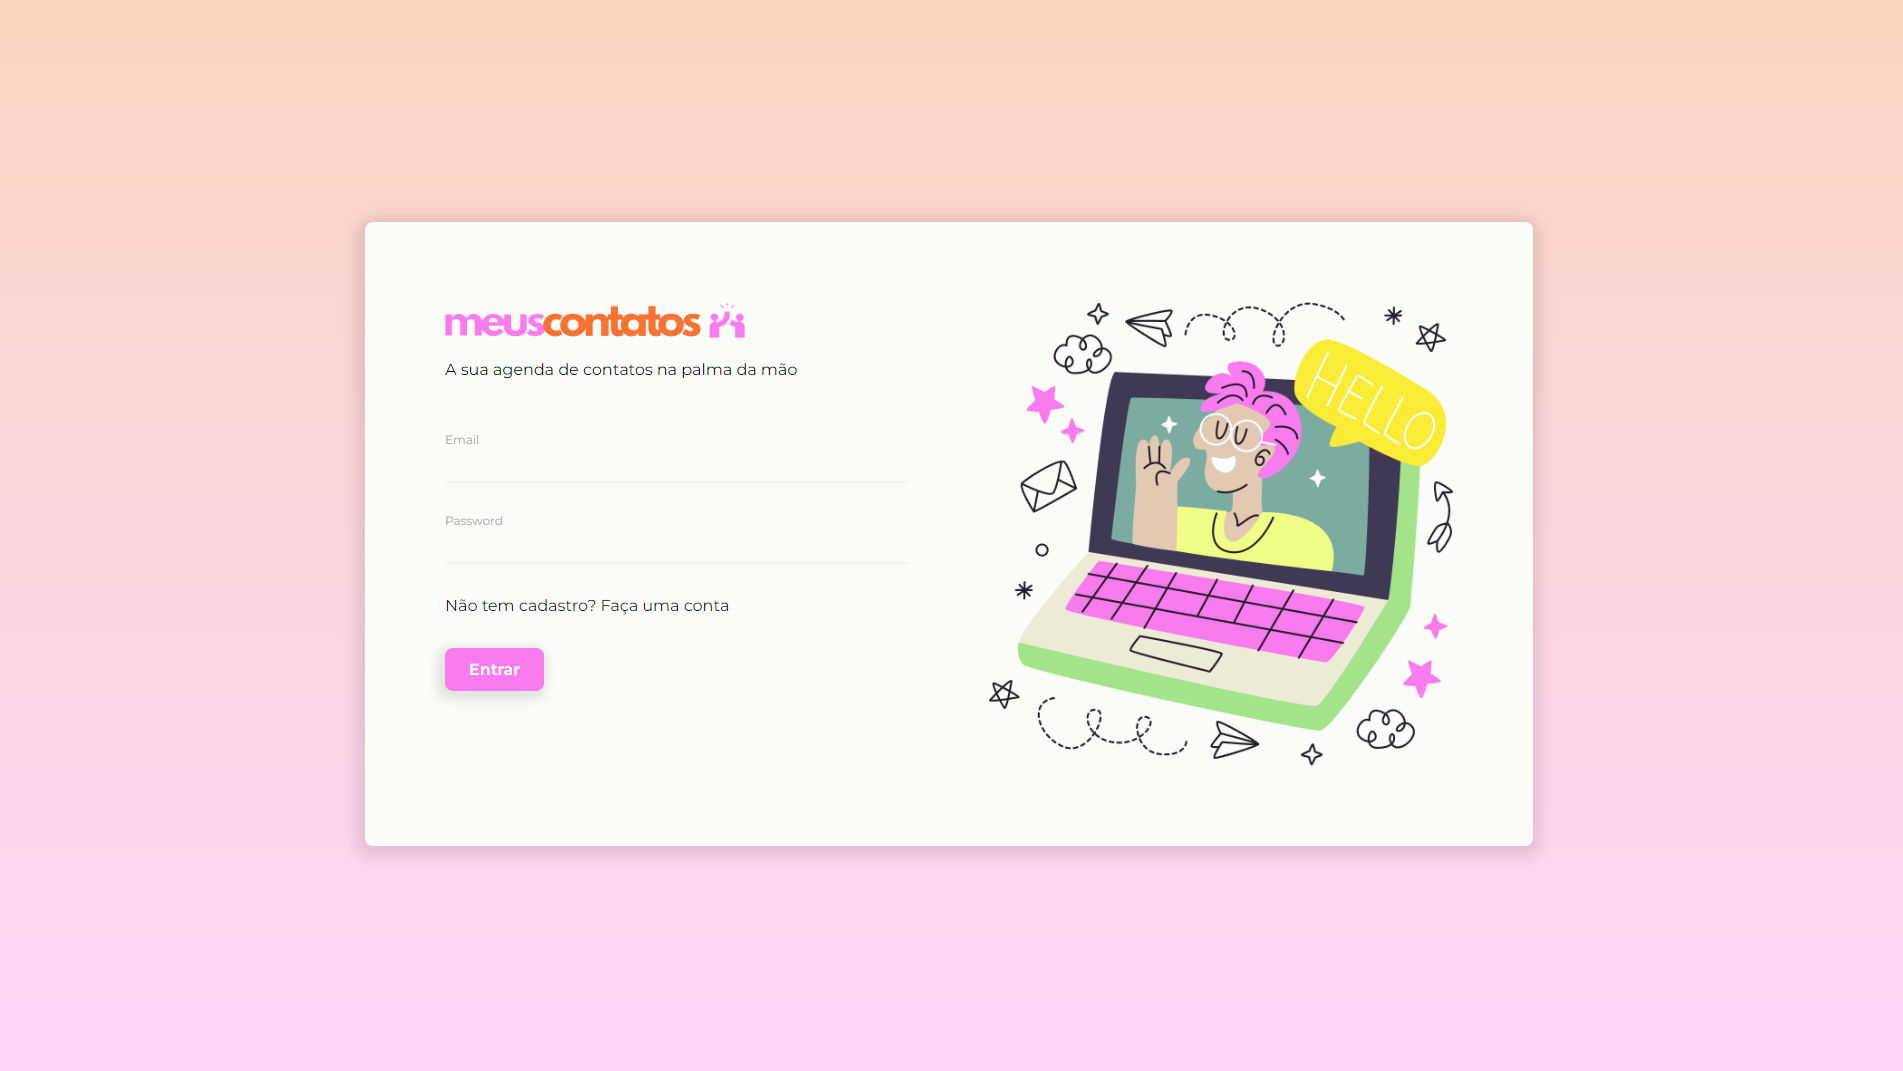 meuscontatos
A sua agenda de contatos na palma da mão
Email
Password
Não tem cadastro? Faça uma conta
Entrar
HELLO